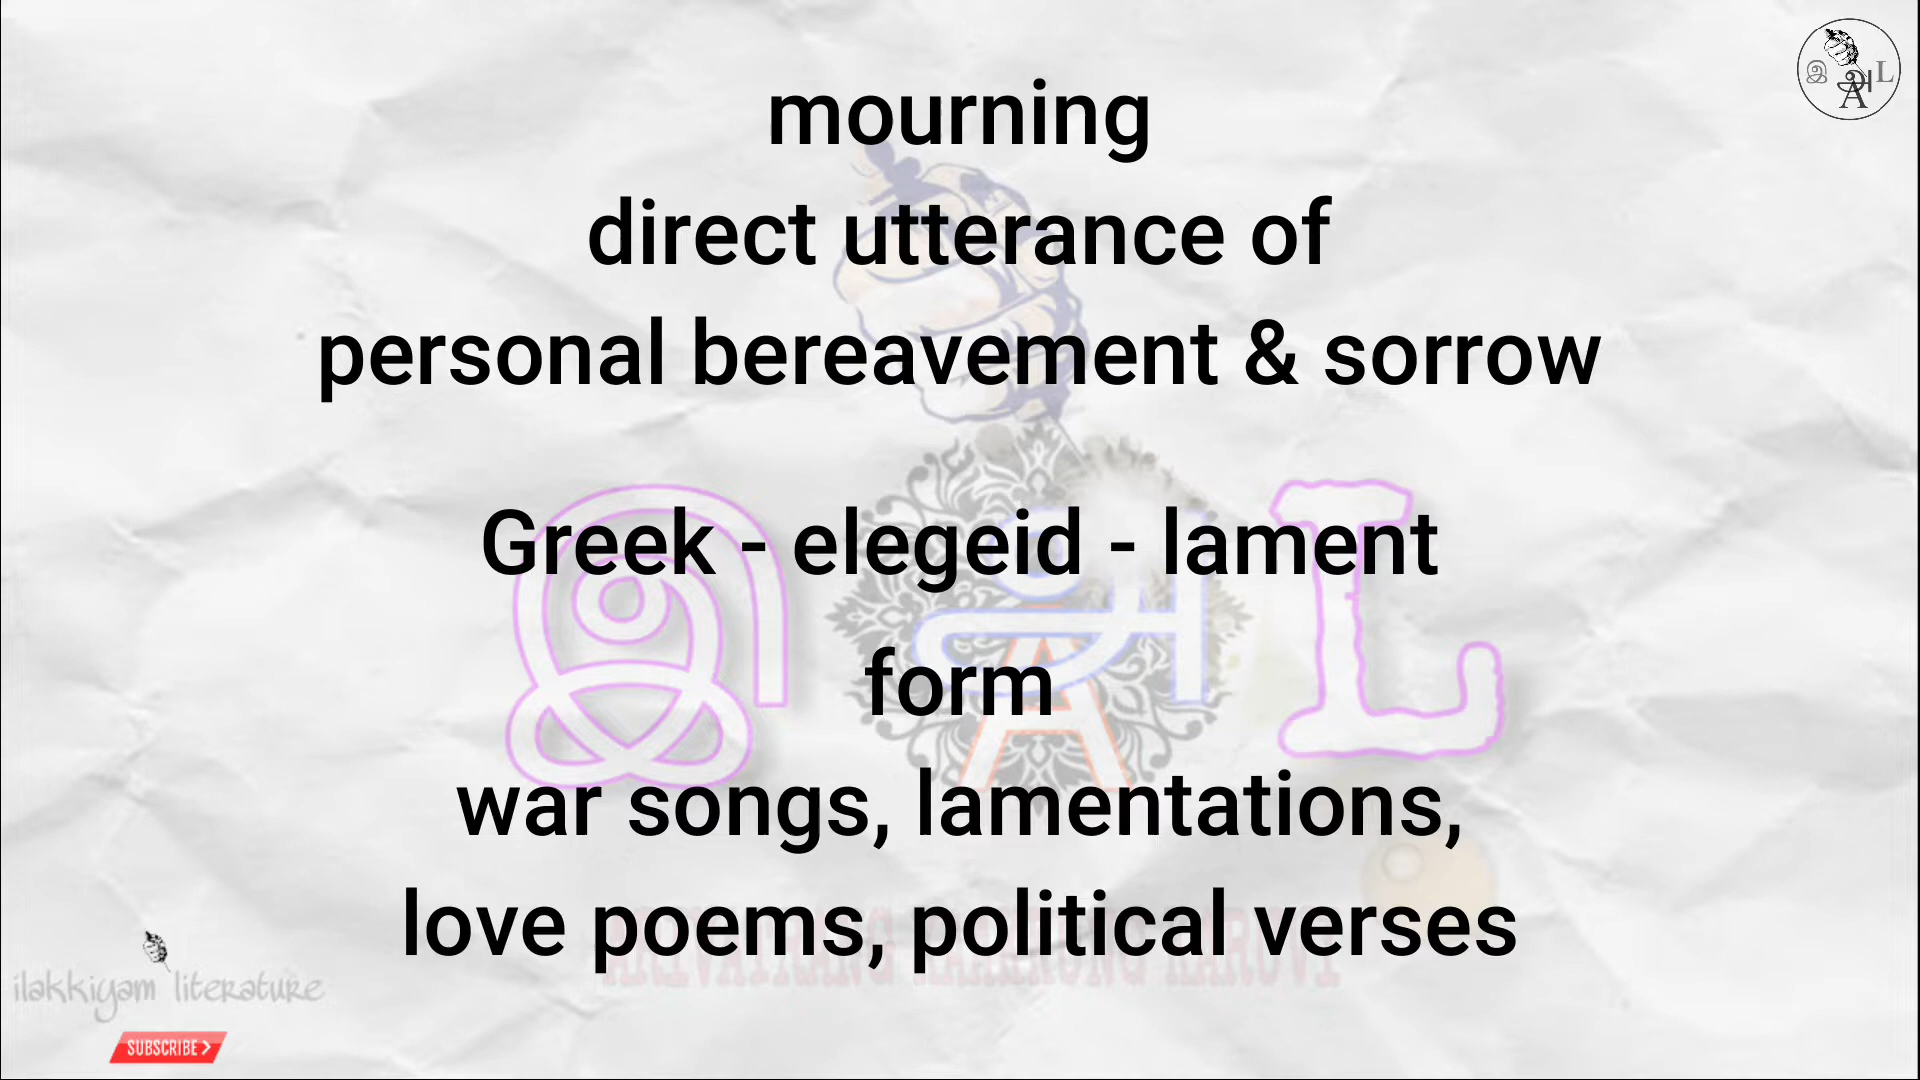 இ அ L
A
mourning
direct utterance of
personal bereavement & sorrow
Greek - elegeid - lament
form
war songs, lamentations,
love poems, political verses
இ அ L
A
ilakkiyam literature
SUBSCRIBE >